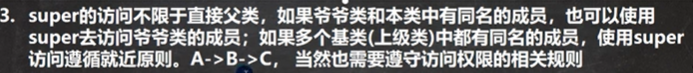 3. super的访问不限于直接父类，如果爷爷类和本类中有同名的成员，也可以使用
super去访问爷爷类的成员；如果多个基类(上级类)中都有同名的成员，使用super
访问遵循就近原则。A->B->C，当然也需要遵守访问权限的相关规则